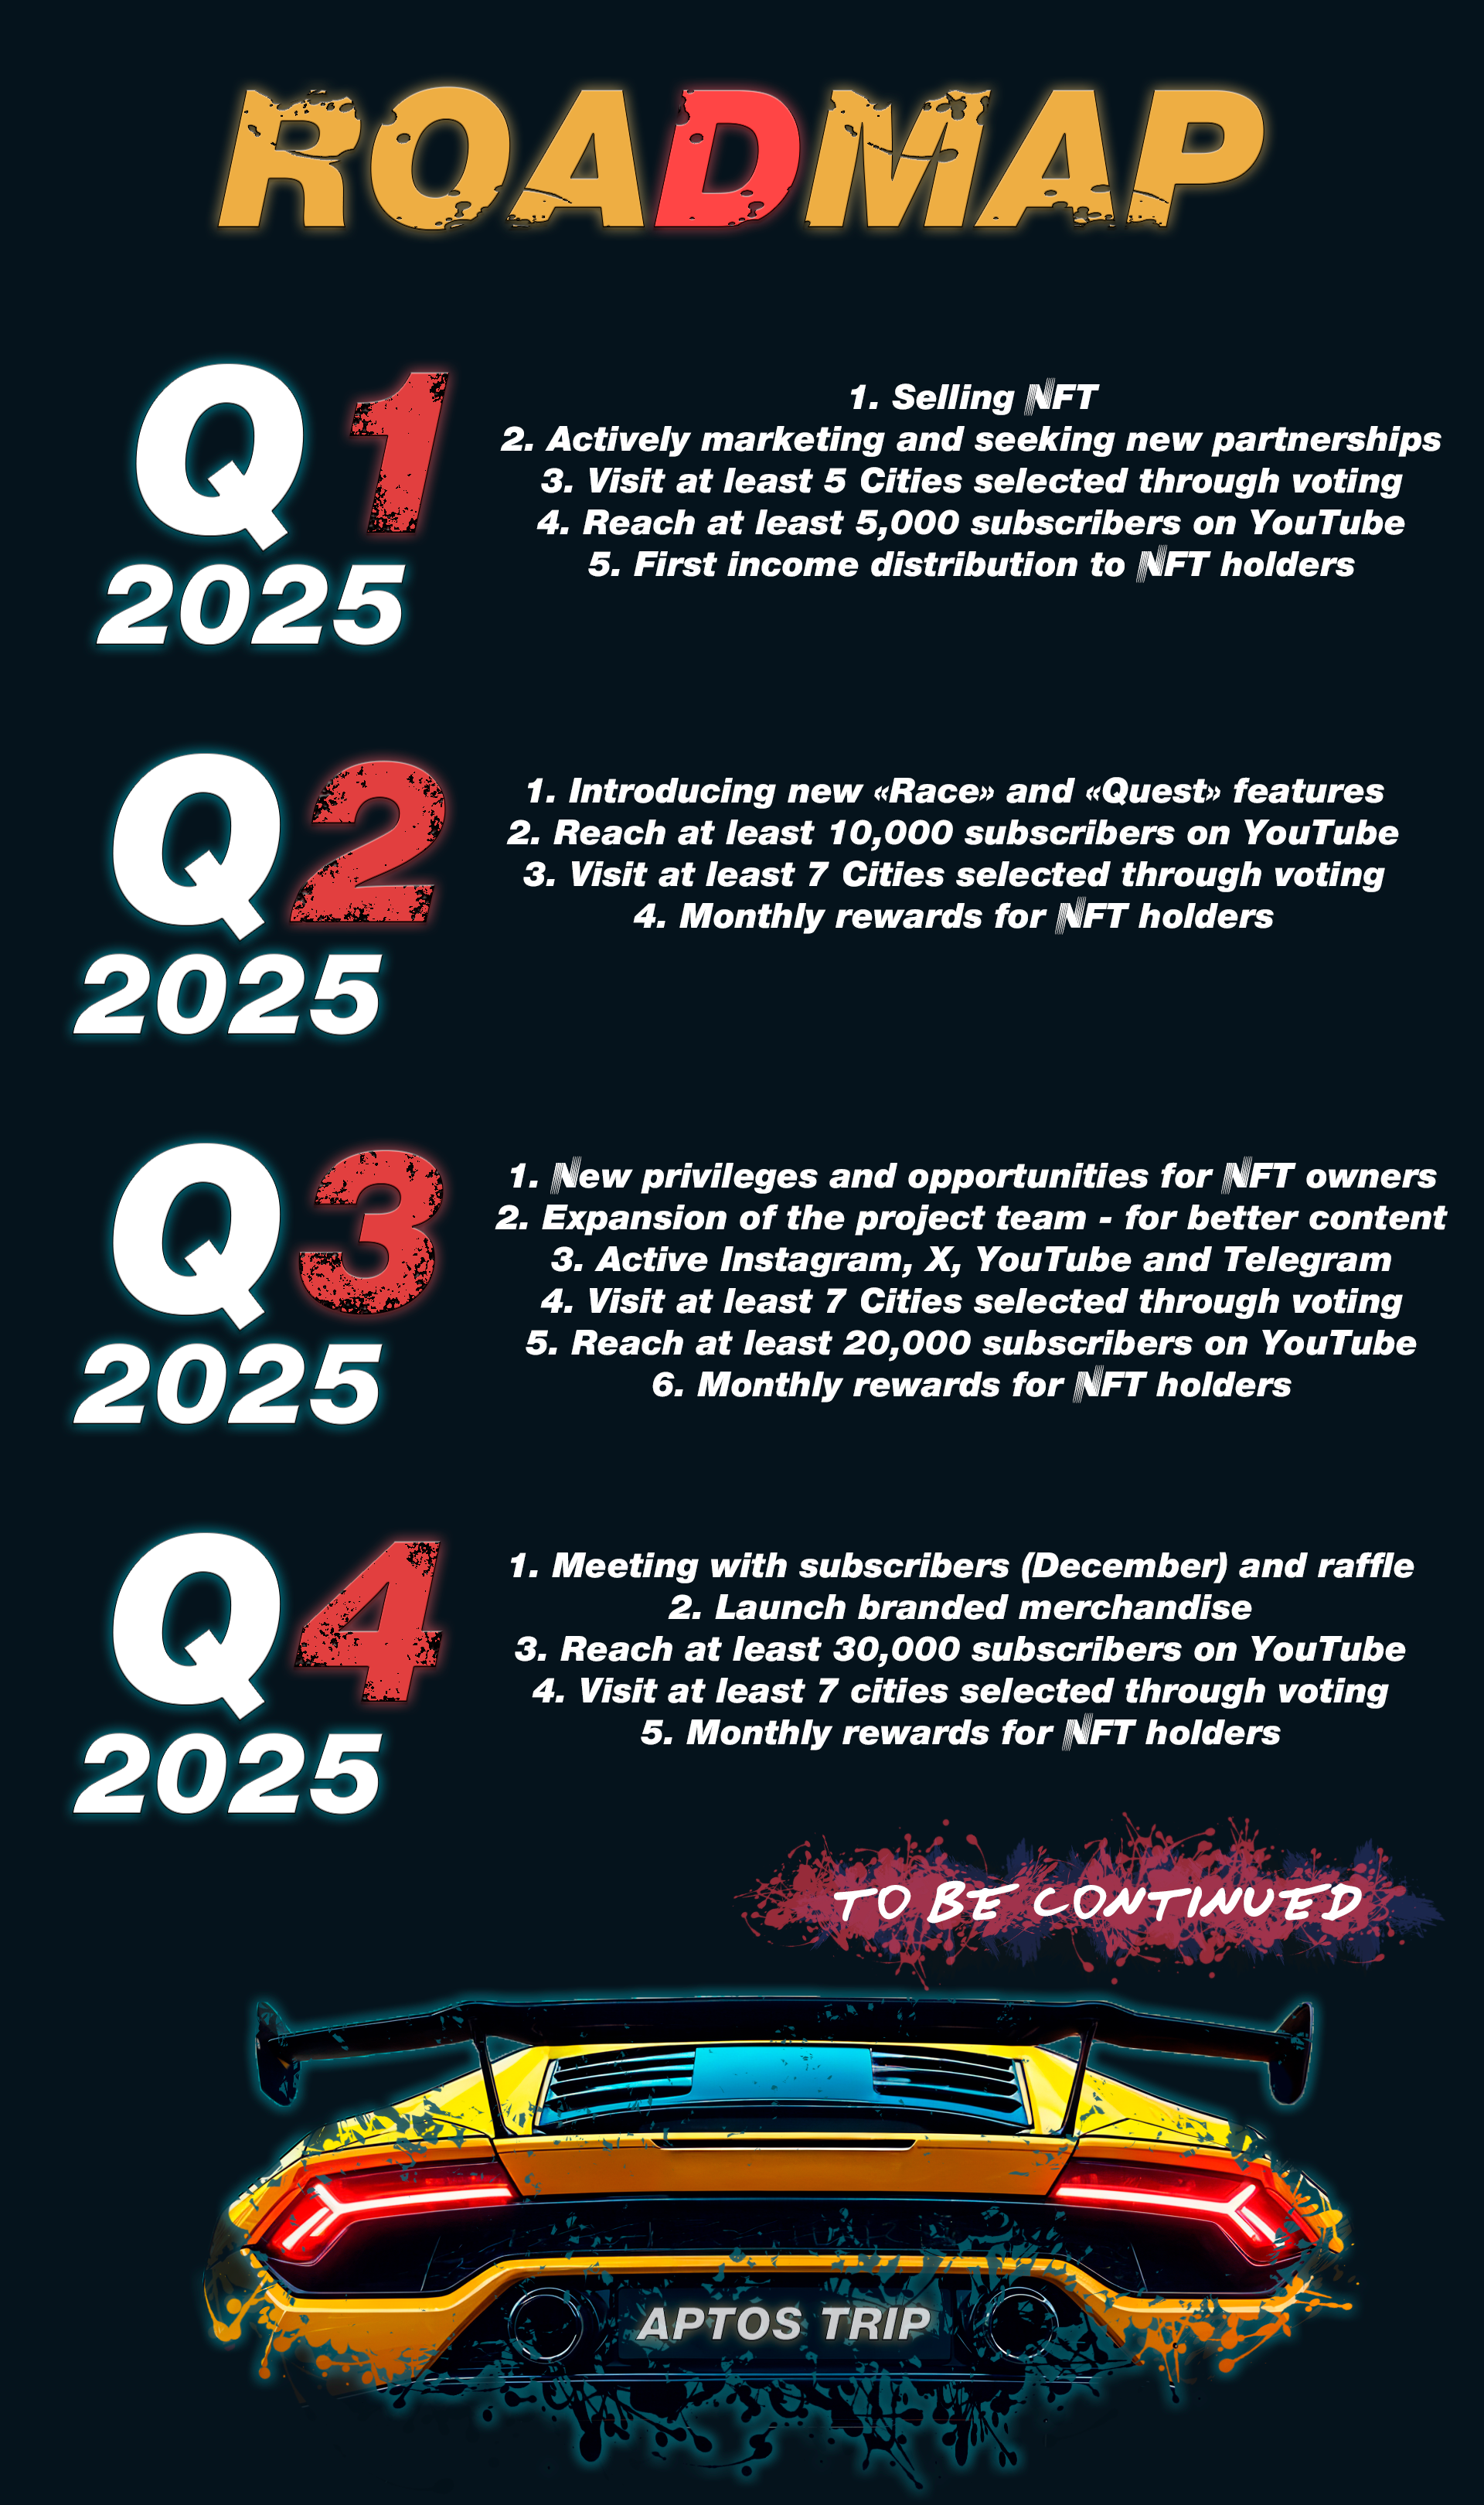 ROADMAP
Q1
2025
1. Selling NFT
2. Actively marketing and seeking new partnerships
3. Visit at least 5 Cities selected through voting
4. Reach at least 5,000 subscribers on YouTube
5. First income distribution to NFT holders
Q2
2025
1. Introducing new «Race» and «Quest» features
2. Reach at least 10,000 subscribers on YouTube
3. Visit at least 7 Cities selected through voting
4. Monthly rewards for NFT holders
Q3
2025
1. New privileges and opportunities for NFT owners
2. Expansion of the project team - for better content
3. Active Instagram, X, YouTube and Telegram
4. Visit at least 7 Cities selected through voting
5. Reach at least 20,000 subscribers on YouTube
6. Monthly rewards for NFT holders
Q4
2025
1. Meeting with subscribers (December) and raffle
2. Launch branded merchandise
3. Reach at least 30,000 subscribers on YouTube
4. Visit at least 7 cities selected through voting
5. Monthly rewards for NFT holders
TO BE CONTINUED
APTOS TRIP